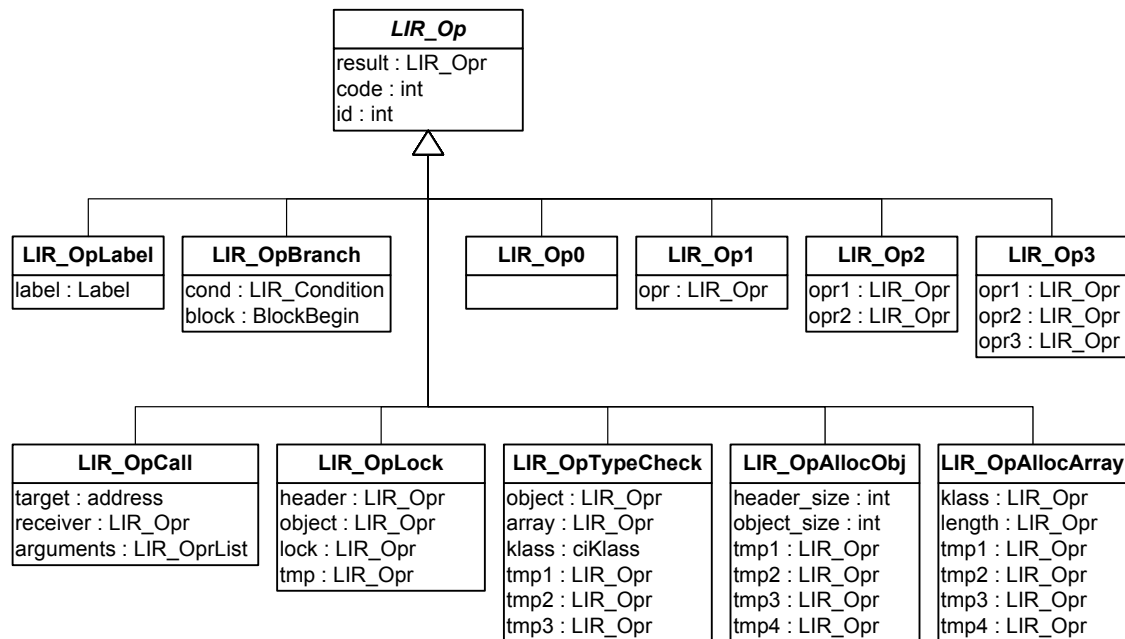 LIR_Op
result : LIR_Opr
code : int
id : int
LIR_OpLabel
label : Label
LIR_OpBranch
cond : LIR_Condition
block : BlockBegin
LIR_Op0
LIR_Op1
opr : LIR_Opr
LIR_Op2
opr1 : LIR_Opr
opr2 : LIR_Opr
LIR_Op3
opr1 : LIR_Opr
opr2 : LIR_Opr
opr3 : LIR_Opr
LIR_OpCall
target : address
receiver : LIR_Opr
arguments : LIR_OprList
LIR_OpLock
header : LIR_Opr
object : LIR_Opr
lock : LIR_Opr
tmp : LIR_Opr
LIR_OpTypeCheck
object : LIR_Opr
array : LIR_Opr
klass : ciKlass
tmp1 : LIR_Opr
tmp2 : LIR_Opr
tmp3 : LIR_Opr
LIR_OpAllocObj
header_size : int
object_size : int
tmp1 : LIR_Opr
tmp2 : LIR_Opr
tmp3 : LIR_Opr
tmp4 : LIR_Opr
LIR_OpAllocArray
klass : LIR_Opr
length : LIR_Opr
tmp1 : LIR_Opr
tmp2 : LIR_Opr
tmp3 : LIR_Opr
tmp4 : LIR_Opr